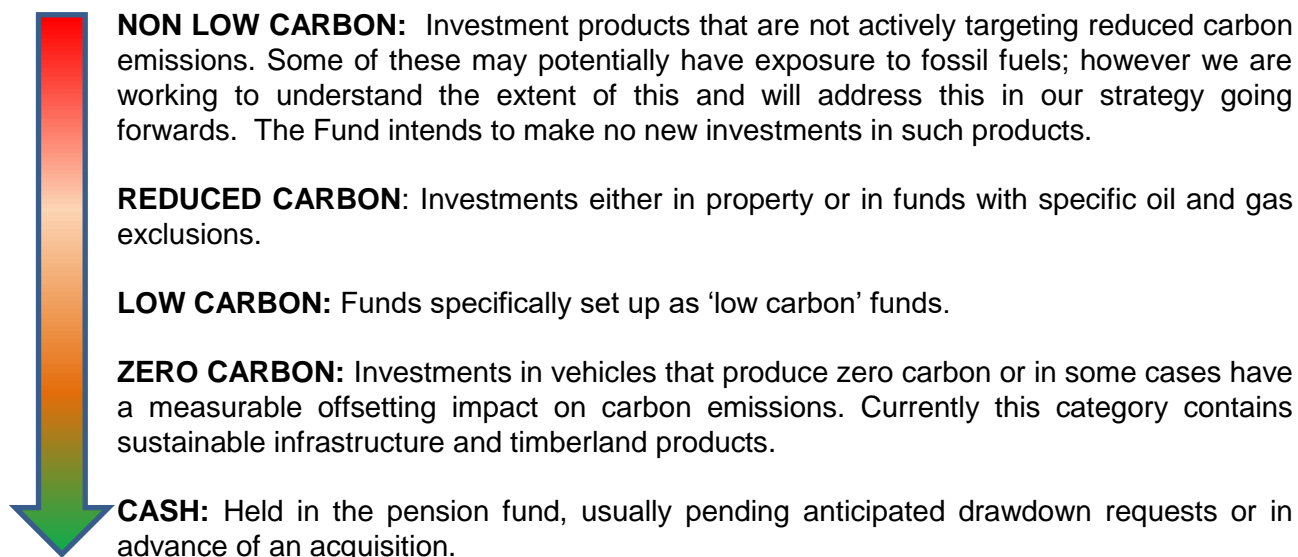 NON LOW CARBON: Investment products that are not actively targeting reduced carbon
emissions. Some of these may potentially have exposure to fossil fuels; however we are
working to understand the extent of this and will address this in our strategy going
forwards. The Fund intends to make no new investments in such products.
REDUCED CARBON: Investments either in property or in funds with specific oil and gas
exclusions.
LOW CARBON: Funds specifically set up as ‘low carbon’ funds.
ZERO CARBON: Investments in vehicles that produce zero carbon or in some cases have
a measurable offsetting impact on carbon emissions. Currently this category contains
sustainable infrastructure and timberland products.
CASH: Held in the pension fund, usually pending anticipated drawdown requests or in
advance of an acquisition.